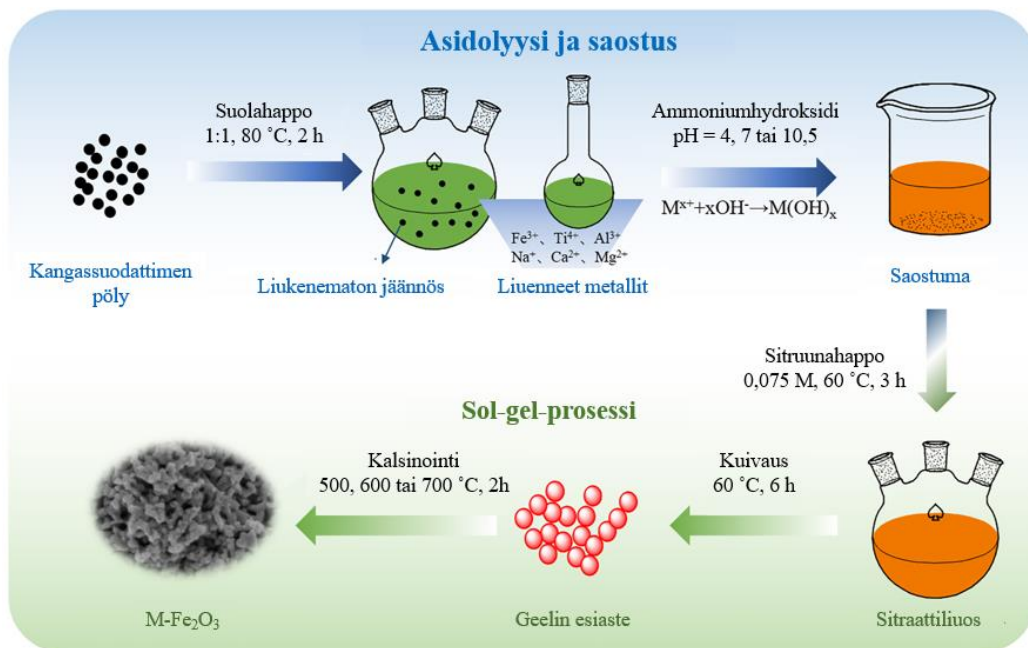 Asidolyysi ja saostus
Suolahappo
1:1, 80 ˚C, 2 h
Ammoniumhydroksidi
pH = 4, 7 tai 10,5
Mˣ⁺+xOH⁻→M(OH)ₓ
Fe³⁺、Ti⁴⁺、Al³⁺
Na⁺、Ca²⁺、Mg²⁺
Kangassuodattimen
pöly
Liukenematon jäännös
Liuenneet metallit
Saostuma
Sitruunahappo
0,075 M, 60 ˚C, 3 h
Sol-gel-prosessi
Kalsinointi
500, 600 tai 700 ˚C, 2h
Kuivaus
60 ˚C, 6 h
M-Fe₂O₃
Geelin esiaste
Sitraattiliuos